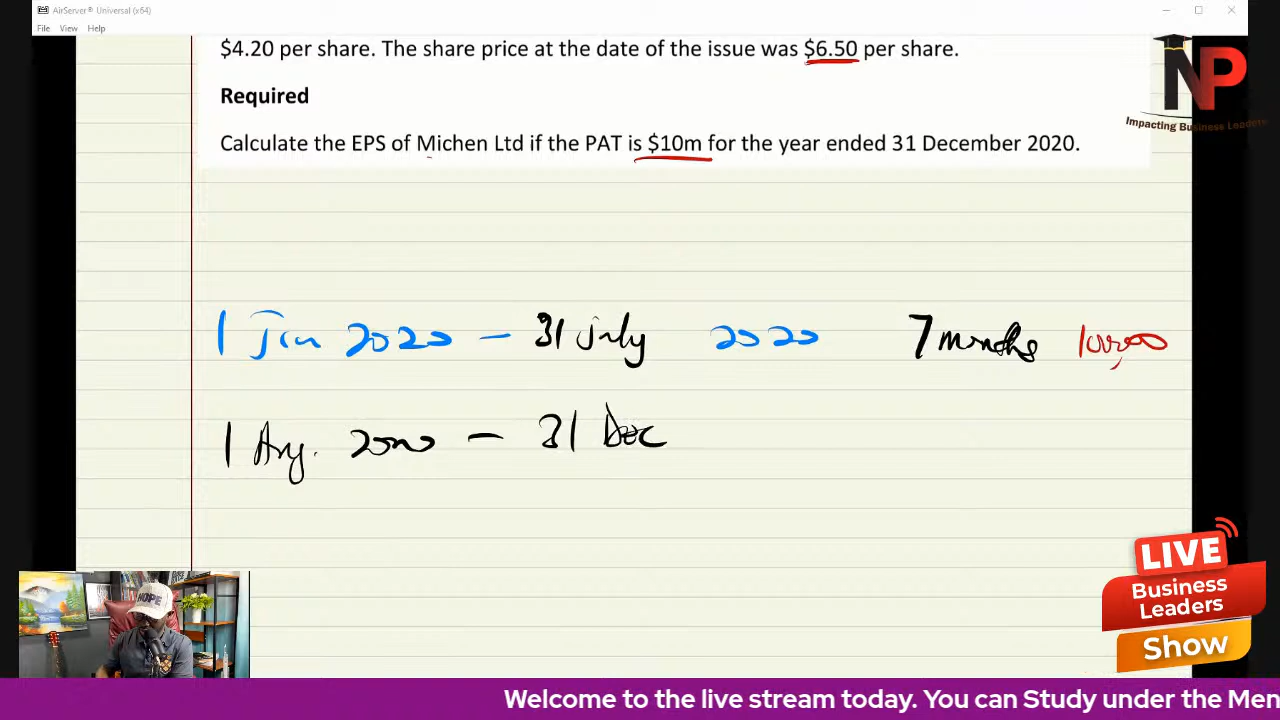 AirServer® Universal (x64)
File View Help
$4.20 per share. The share price at the date of the issue was $6.50 per share.
NP
Required
Impacting Business Leaders
Calculate the EPS of Michen Ltd if the PAT is $10m for the year ended 31 December 2020.
1 Jan 2020 – 31 July 2020 7 months
1 Aug. 2020 – 31 Dec
HOPE
LIVE
Business
Leaders
Show
Welcome to the live stream today. You can Study under the Men